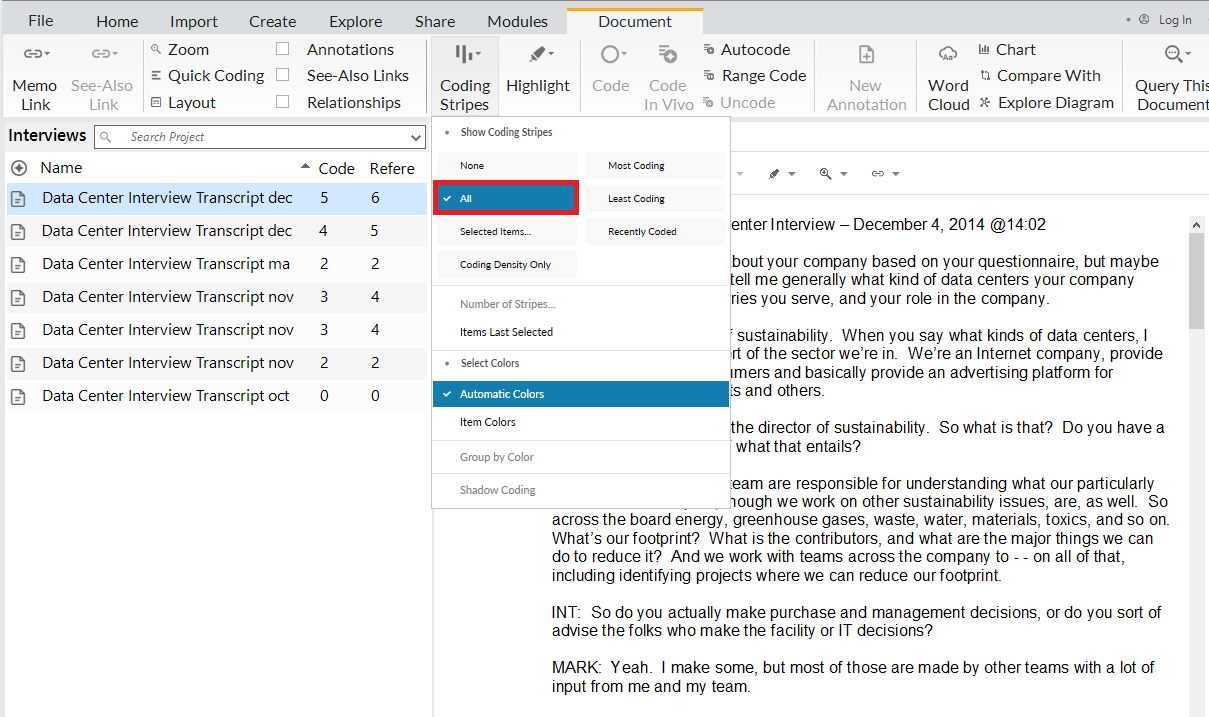 File Home Import Create Explore Share Modules Document Log In
Zoom Annotations
Quick Coding See-Also Links
Layout Relationships
Memo Link
See-Also Link
Coding Stripes
Highlight
Code
Code In Vivo
Autocode
Range Code
Uncode
New Annotation
Word Cloud
Chart
Compare With
Explore Diagram
Query This Document
Interviews Search Project
Name Code Refere
Data Center Interview Transcript dec 5 6
Data Center Interview Transcript dec 4 5
Data Center Interview Transcript ma 2 2
Data Center Interview Transcript nov 3 4
Data Center Interview Transcript nov 3 4
Data Center Interview Transcript nov 2 2
Data Center Interview Transcript oct 0 0
Show Coding Stripes
None Most Coding
All Least Coding
Selected Items... Recently Coded
Coding Density Only
Number of Stripes...
Items Last Selected
Select Colors
Automatic Colors
Item Colors
Group by Color
Shadow Coding
enter Interview – December 4, 2014 @14:02
bout your company based on your questionnaire, but maybe
tell me generally what kind of data centers your company
ries you serve, and your role in the company.
f sustainability.  When you say what kinds of data centers, I
rt of the sector we're in.  We're an Internet company, provide
umers and basically provide an advertising platform for
ts and others.
the director of sustainability.  So what is that?  Do you have a
what that entails?
team are responsible for understanding what our particularly
hough we work on other sustainability issues, are, as well.  So
across the board energy, greenhouse gases, waste, water, materials, toxics, and so on.
What's our footprint?  What is the contributors, and what are the major things we can
do to reduce it?  And we work with teams across the company to - - on all of that,
including identifying projects where we can reduce our footprint.
INT:  So do you actually make purchase and management decisions, or do you sort of
advise the folks who make the facility or IT decisions?
MARK:  Yeah.  I make some, but most of those are made by other teams with a lot of
input from me and my team.